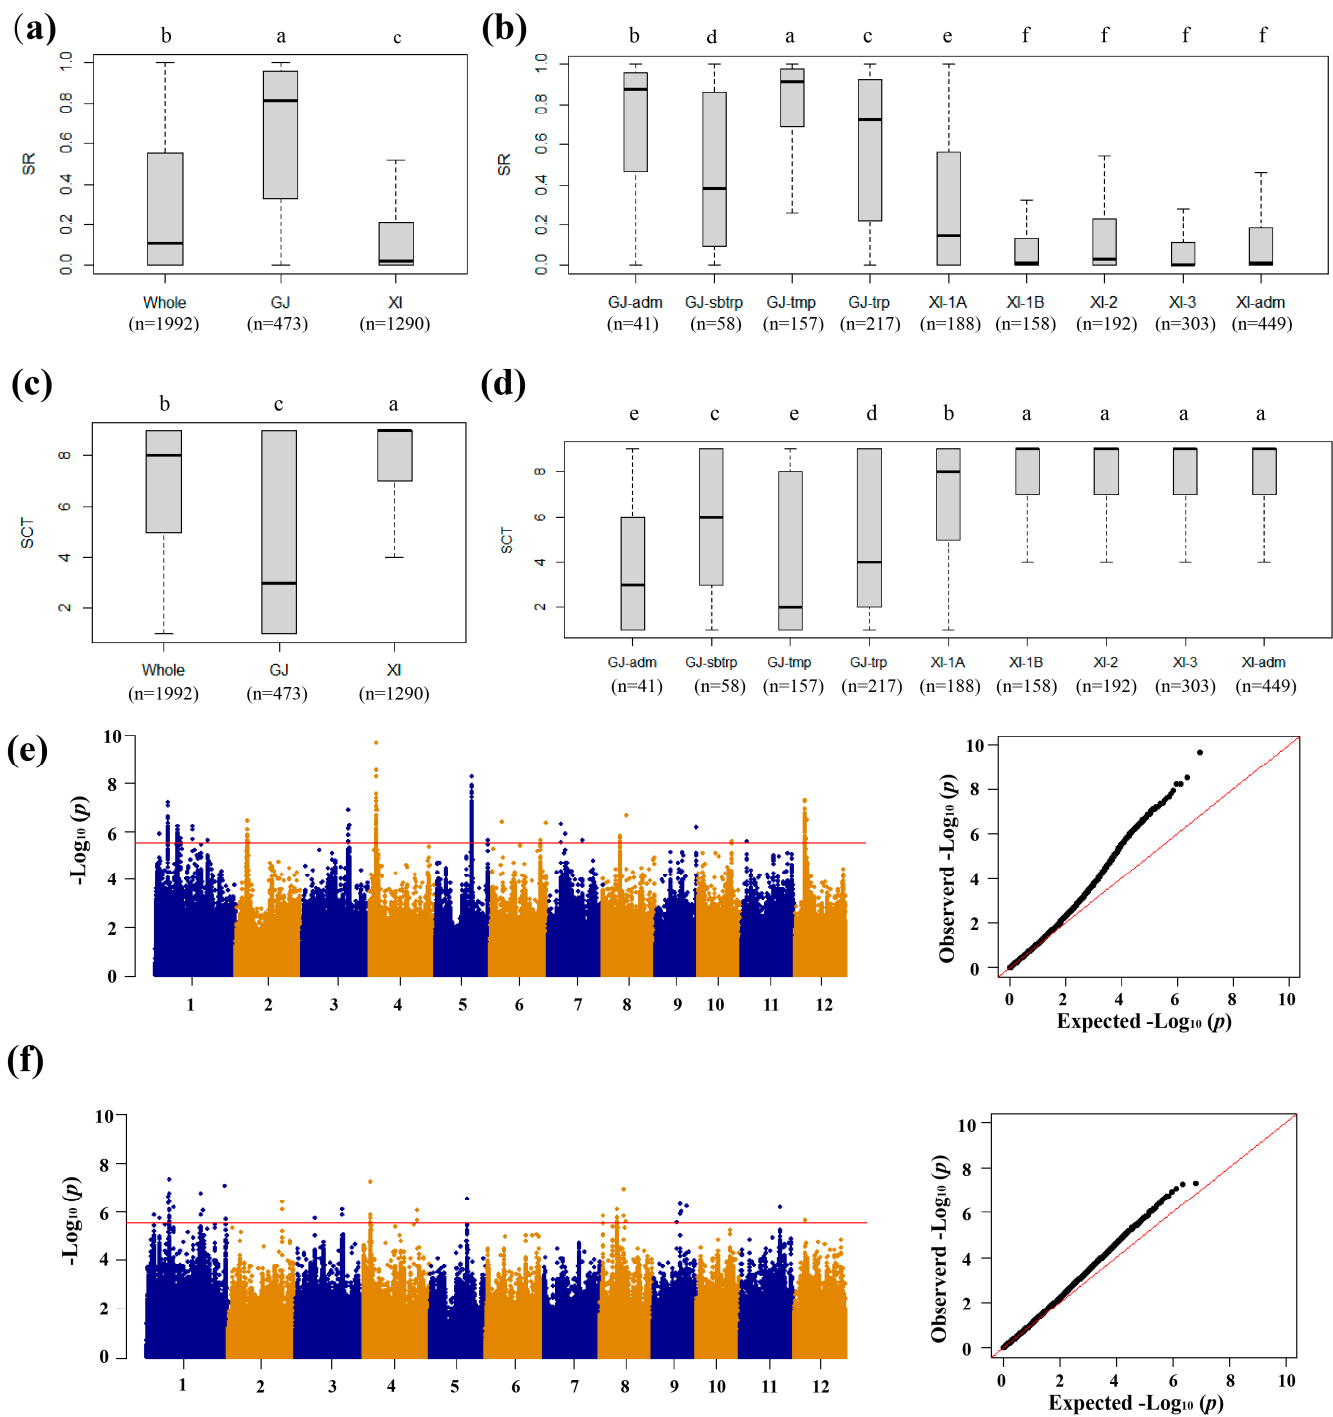 (a)
b a c
SR
0.0 0.2 0.4 0.6 0.8 1.0
Whole GJ XI
(n=1992) (n=473) (n=1290)
(b)
b d a c e f f f f
SR
0.0 0.2 0.4 0.6 0.8 1.0
GJ-adm GJ-sbtrp GJ-tmp GJ-trp XI-1A XI-1B XI-2 XI-3 XI-adm
(n=41) (n=58) (n=157) (n=217) (n=188) (n=158) (n=192) (n=303) (n=449)
(c)
b c a
SCT
2 4 6 8
Whole GJ XI
(n=1992) (n=473) (n=1290)
(d)
e c e d b a a a a
SCT
2 4 6 8
GJ-adm GJ-sbtrp GJ-tmp GJ-trp XI-1A XI-1B XI-2 XI-3 XI-adm
(n=41) (n=58) (n=157) (n=217) (n=188) (n=158) (n=192) (n=303) (n=449)
(e)
-Log10 (p)
10
8
6
4
2
0
1 2 3 4 5 6 7 8 9 10 11 12
Observerd -Log10 (p)
10
8
6
4
2
0
0 2 4 6 8 10
Expected -Log10 (p)
(f)
-Log10 (p)
10
8
6
4
2
0
1 2 3 4 5 6 7 8 9 10 11 12
Observerd -Log10 (p)
10
8
6
4
2
0
0 2 4 6 8 10
Expected -Log10 (p)